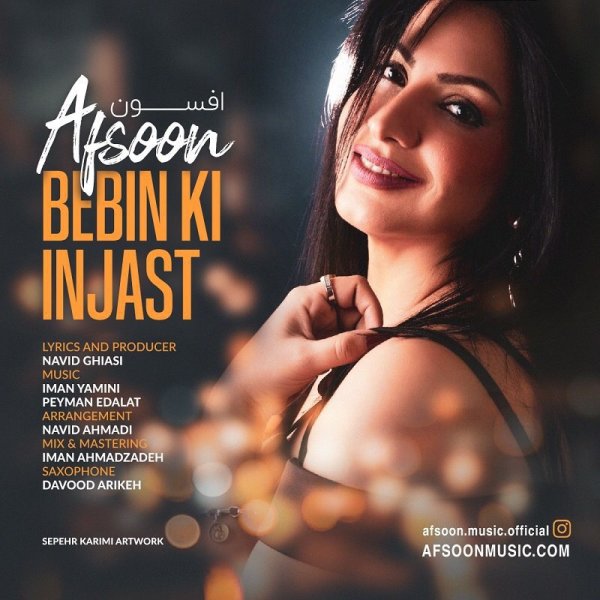 افسون
Afsoon
BEBIN KI
INJAST
LYRICS AND PRODUCER
NAVID GHIASI
MUSIC
IMAN YAMINI
PEYMAN EDALAT
ARRANGEMENT
NAVID AHMADI
MIX & MASTERING
IMAN AHMADZADEH
SAXOPHONE
DAVOOD ARIKEH
SEPEHR KARIMI ARTWORK
afsoon.music.official
AFSOONMUSIC.COM